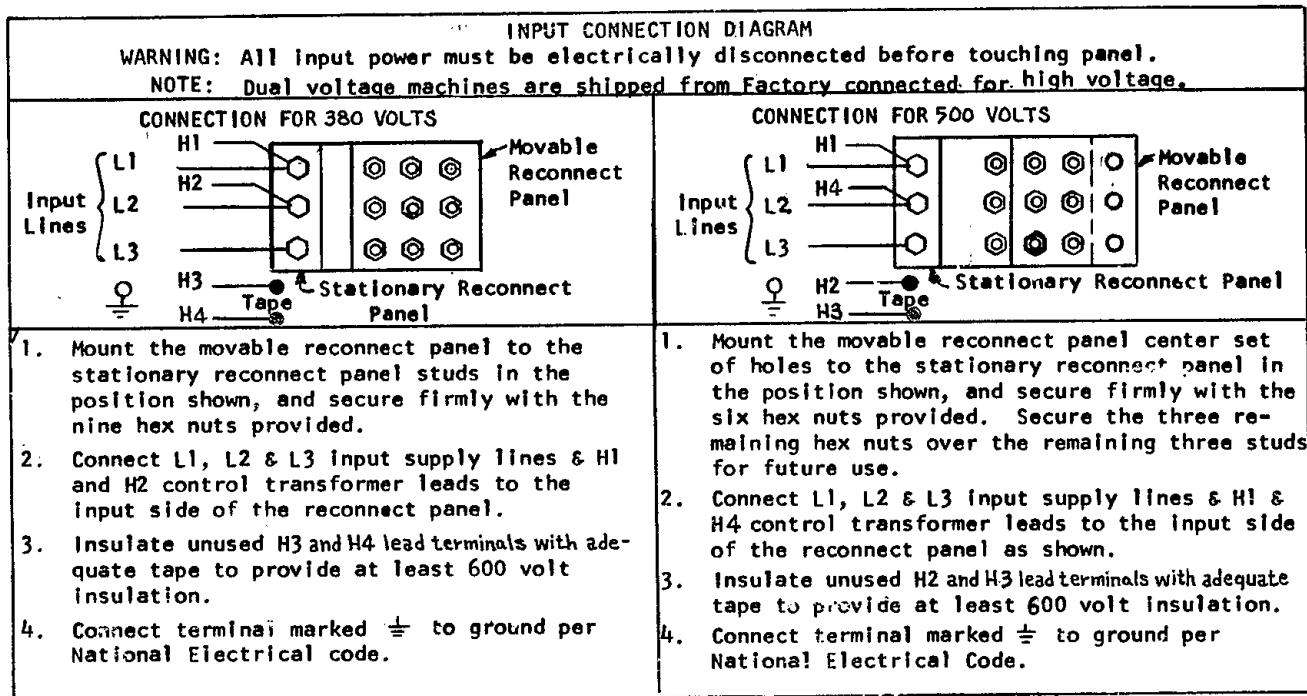 INPUT CONNECTION DIAGRAM
WARNING: All input power must be electrically disconnected before touching panel.
NOTE: Dual voltage machines are shipped from Factory connected for high voltage.
CONNECTION FOR 380 VOLTS
H1
L1
H2
Input
Lines
L2
L3
H3
Tape
H4
Movable
Reconnect
Panel
Stationary Reconnect
Panel
1. Mount the movable reconnect panel to the
stationary reconnect panel studs in the
position shown, and secure firmly with the
nine hex nuts provided.
2. Connect L1, L2 & L3 input supply lines & H1
and H2 control transformer leads to the
input side of the reconnect panel.
3. Insulate unused H3 and H4 lead terminals with ade-
quate tape to provide at least 600 volt
insulation.
4. Connect terminal marked ⏚ to ground per
National Electrical code.
CONNECTION FOR 500 VOLTS
H1
L1
H4
Input
Lines
L2
L3
H2
Tape
H3
Movable
Reconnect
Panel
Stationary Reconnect Panel
1. Mount the movable reconnect panel center set
of holes to the stationary reconnect panel in
the position shown, and secure firmly with the
six hex nuts provided. Secure the three re-
maining hex nuts over the remaining three studs
for future use.
2. Connect L1, L2 & L3 input supply lines & H1 &
H4 control transformer leads to the input side
of the reconnect panel as shown.
3. Insulate unused H2 and H3 lead terminals with adequate
tape to provide at least 600 volt insulation.
4. Connect terminal marked ⏚ to ground per
National Electrical Code.